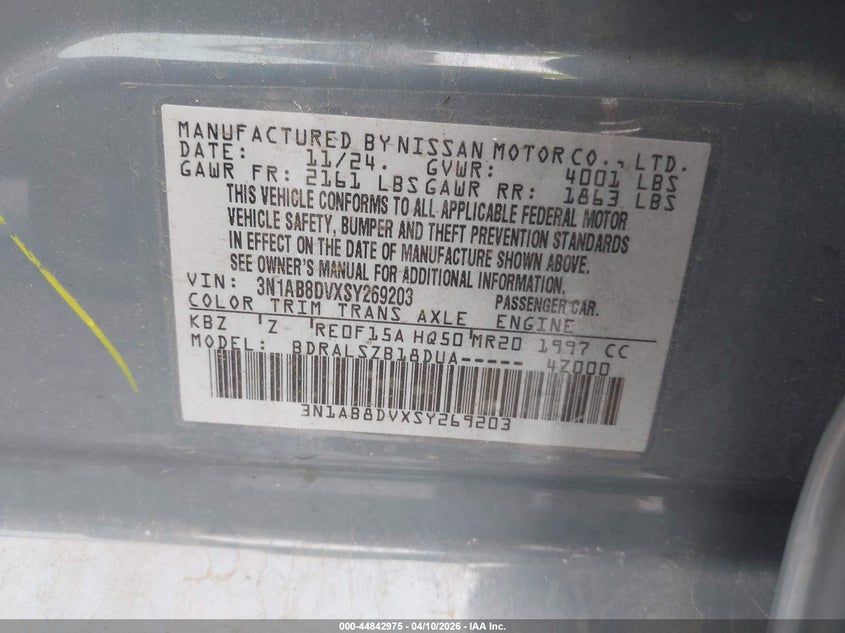 MANUFACTURED BY NISSAN MOTOR CO., LTD.
DATE: 11/24. GVWR: 4001 LBS
GAWR FR: 2161 LBS GAWR RR: 1863 LBS
THIS VEHICLE CONFORMS TO ALL APPLICABLE FEDERAL MOTOR
VEHICLE SAFETY, BUMPER AND THEFT PREVENTION STANDARDS
IN EFFECT ON THE DATE OF MANUFACTURE SHOWN ABOVE.
SEE OWNER'S MANUAL FOR ADDITIONAL INFORMATION.
VIN: 3N1AB8DVXSY269203 PASSENGER CAR.
COLOR TRIM TRANS AXLE ENGINE
KBZ Z RE0F15A HQ50 MR20 1997 CC
MODEL: BDRALSZB18DUA----- 47000
3N1AB8DVXSY269203
000-44842975 - 04/10/2026 - IAA Inc.